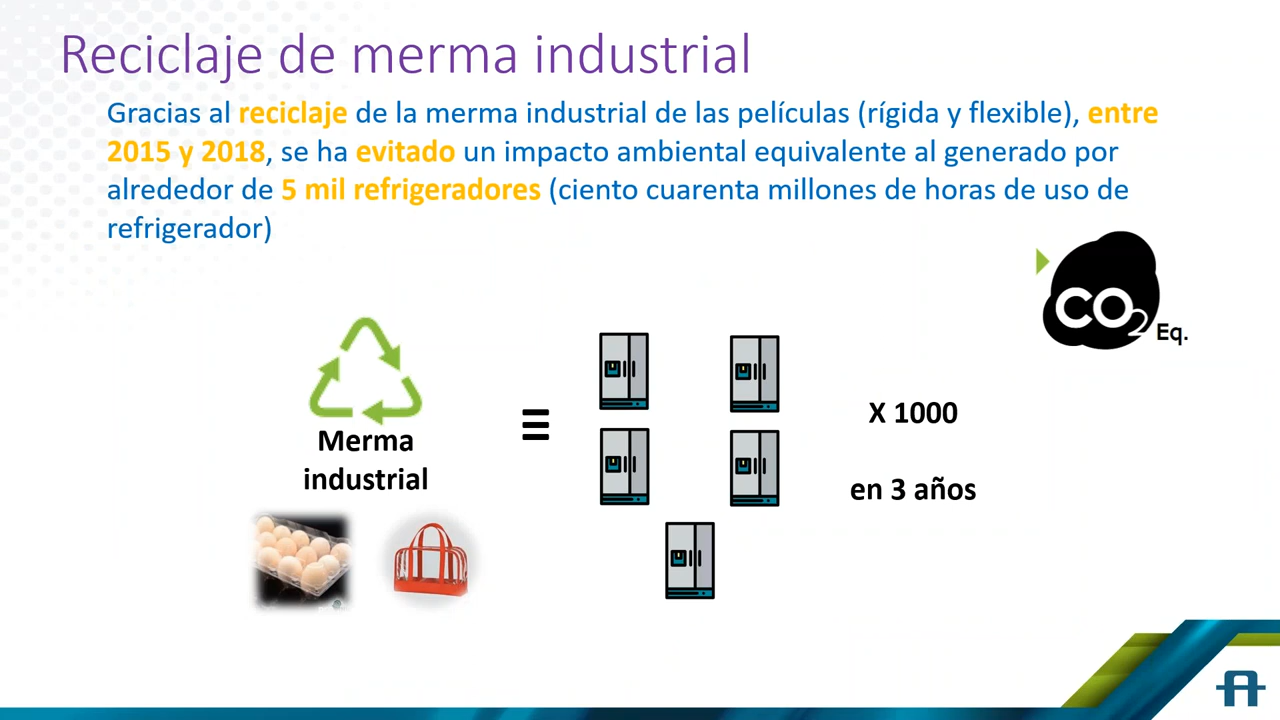 Reciclaje de merma industrial
Gracias al reciclaje de la merma industrial de las películas (rígida y flexible), entre
2015 y 2018, se ha evitado un impacto ambiental equivalente al generado por
alrededor de 5 mil refrigeradores (ciento cuarenta millones de horas de uso de
refrigerador)
CO2 Eq.
Merma
industrial
≡
X 1000
en 3 años